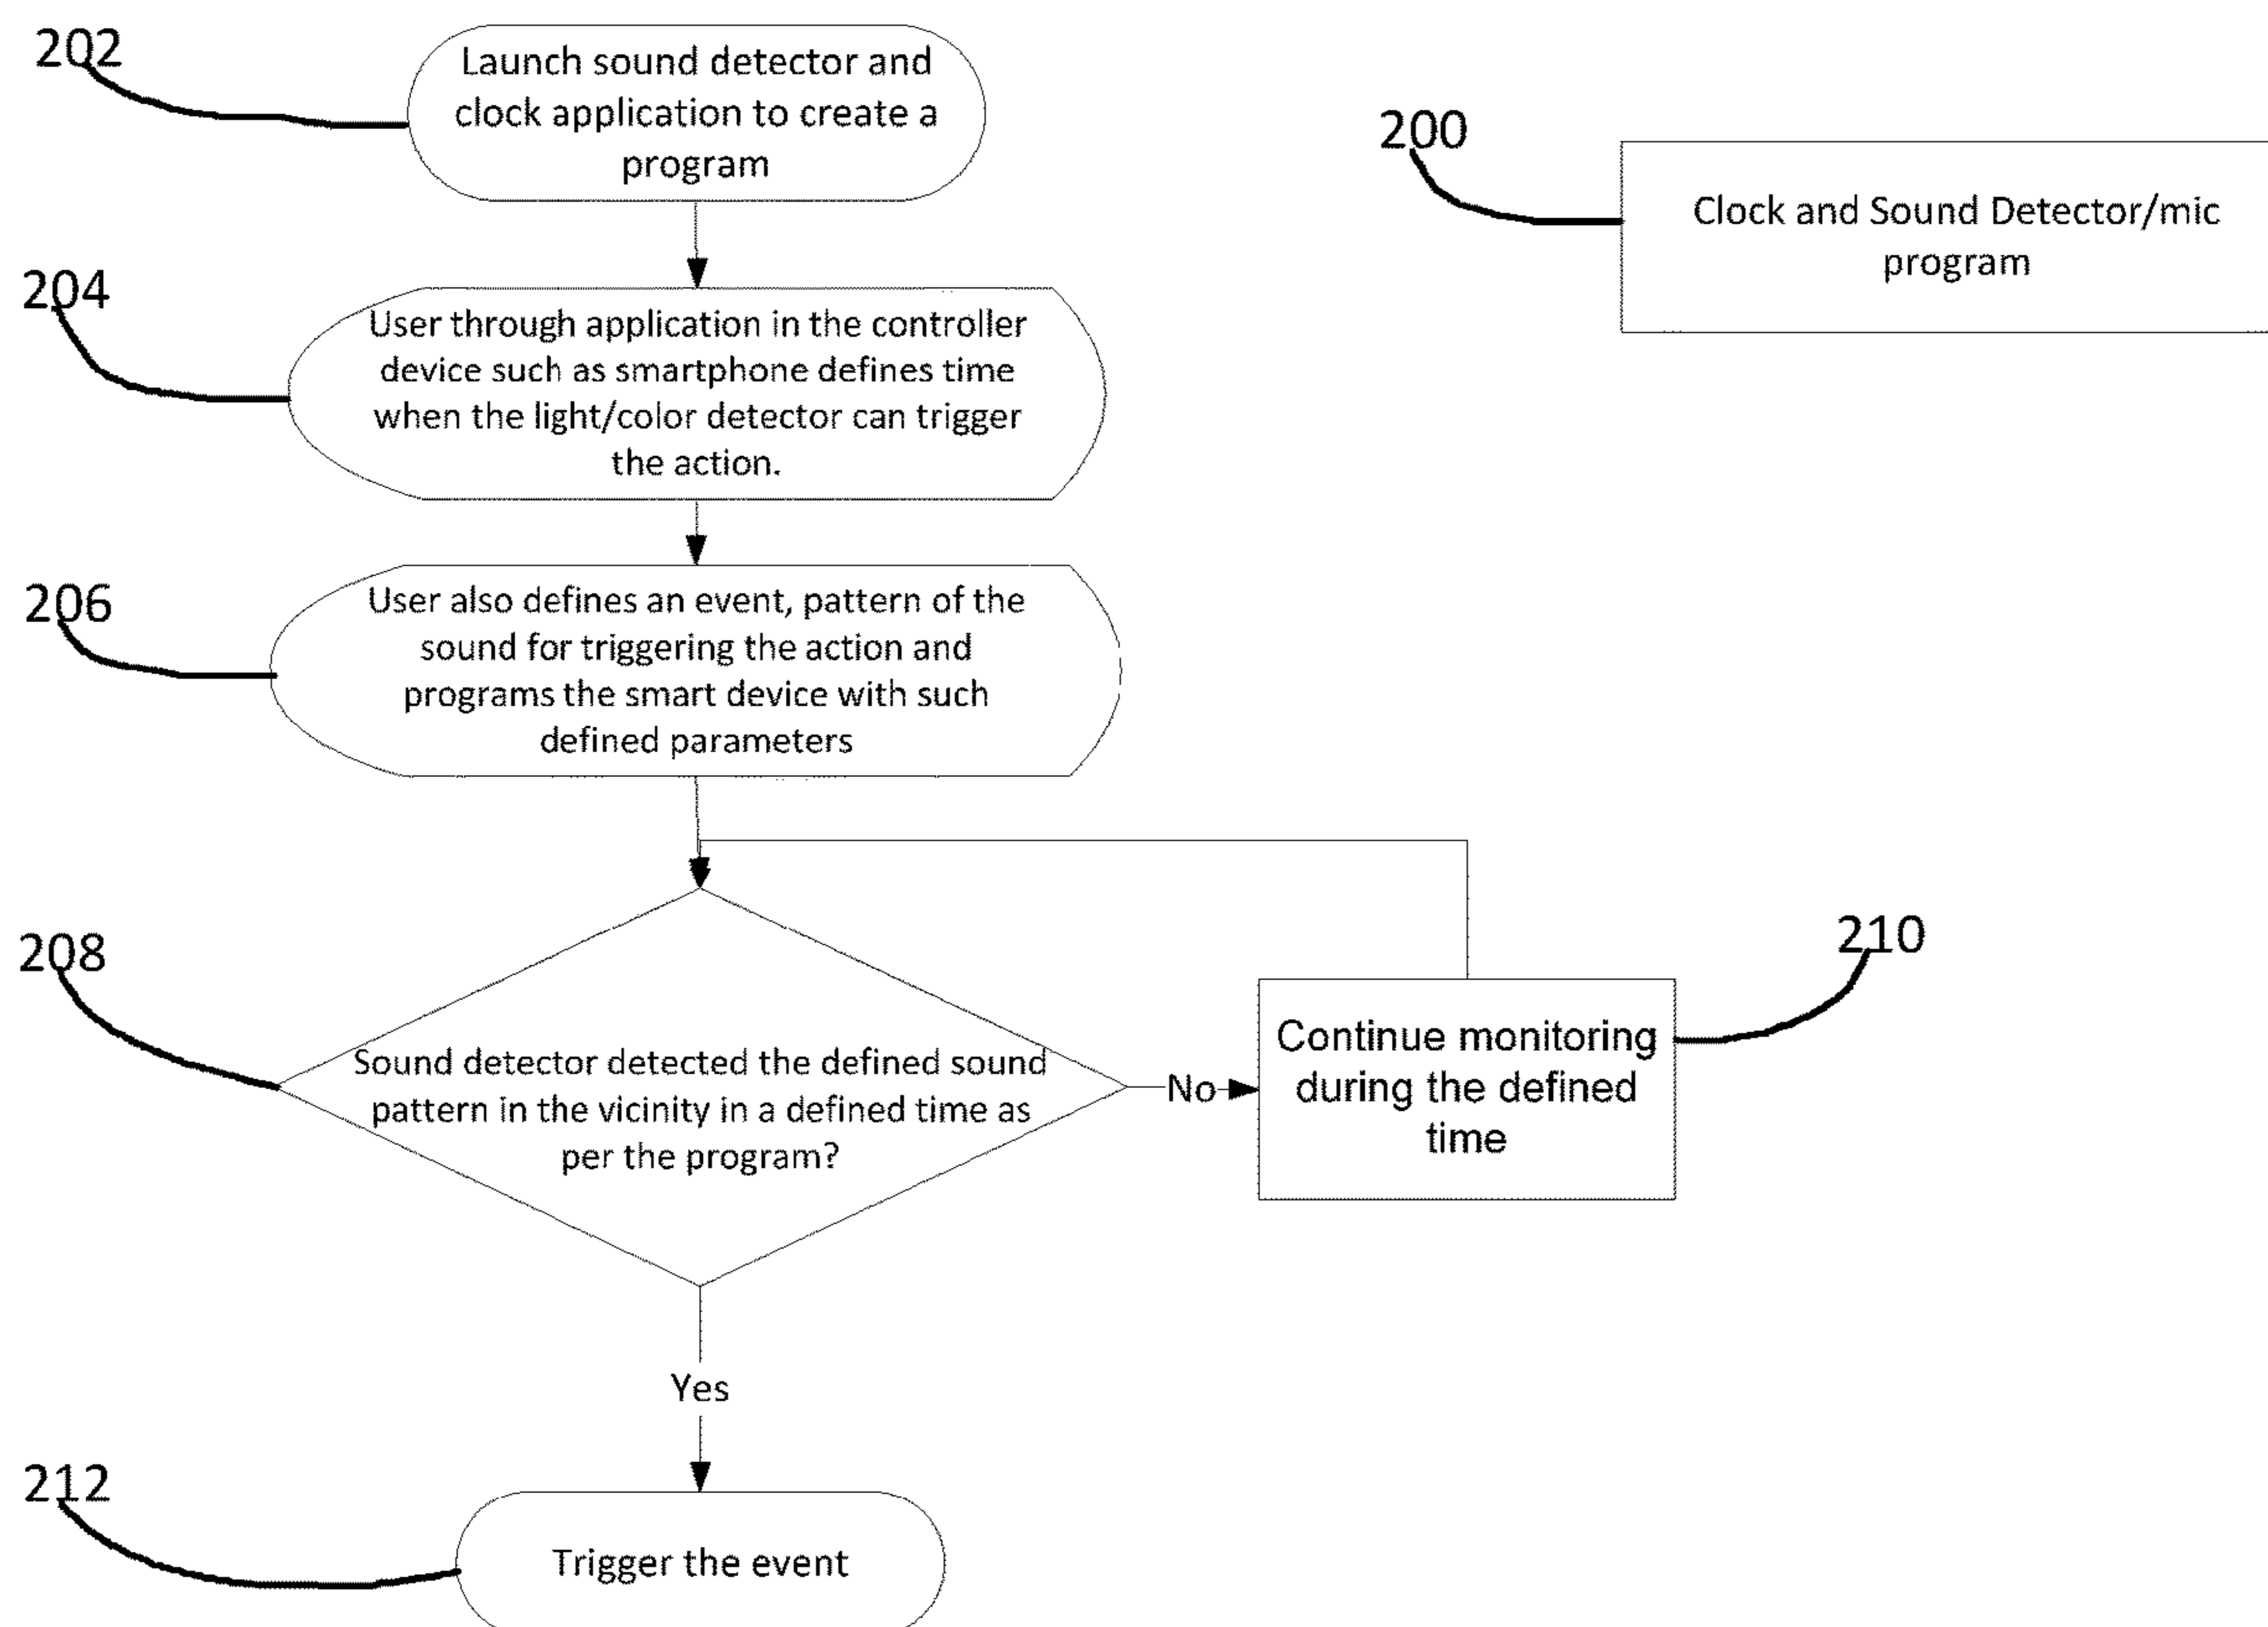 202
Launch sound detector and
clock application to create a
program
200
Clock and Sound Detector/mic
program
204
User through application in the controller
device such as smartphone defines time
when the light/color detector can trigger
the action.
206
User also defines an event, pattern of the
sound for triggering the action and
programs the smart device with such
defined parameters
208
Sound detector detected the defined sound
pattern in the vicinity in a defined time as
per the program?
No
210
Continue monitoring
during the defined
time
Yes
212
Trigger the event